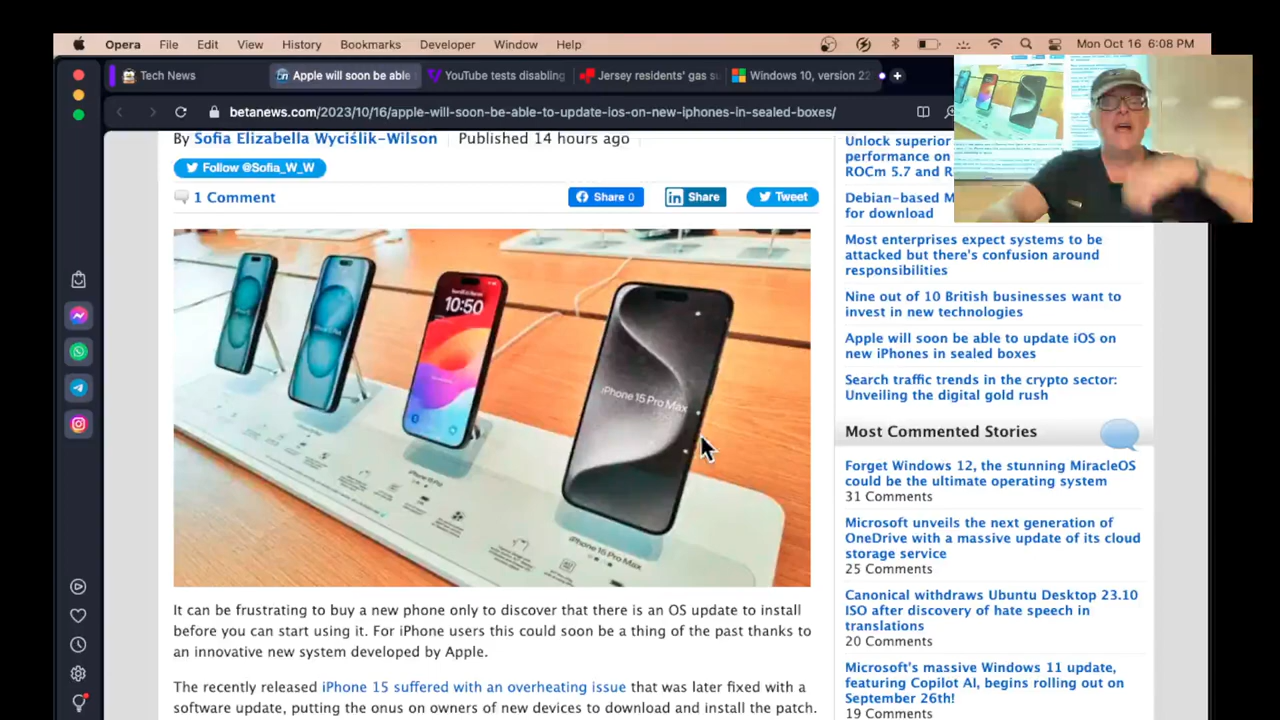 Opera File Edit View History Bookmarks Developer Window Help Mon Oct 16 6:08 PM
Tech News Apple will so able YouTube tests disabling Jersey residents' gas Windows 10, version 22
betanews.com/2023/10/16/apple-will-soon-be-able-to-update-ios-on-new-iphones-in-sealed-boxes/
By Sofia Elizabella Wyciślik-Wilson Published 14 hours ago
Follow @Sofia_W_W
1 Comment
Share 0
Share
Tweet
10:50
iPhone 15 Pro Max
iPhone 15 Pro
iPhone 15 Pro Max
It can be frustrating to buy a new phone only to discover that there is an OS update to install
before you can start using it. For iPhone users this could soon be a thing of the past thanks to
an innovative new system developed by Apple.
The recently released iPhone 15 suffered with an overheating issue that was later fixed with a
software update, putting the onus on owners of new devices to download and install the patch.
Unlock superior
performance on
ROCm 5.7 and
Debian-based
for download
Most enterprises expect systems to be
attacked but there's confusion around
responsibilities
Nine out of 10 British businesses want to
invest in new technologies
Apple will soon be able to update iOS on
new iPhones in sealed boxes
Search traffic trends in the crypto sector:
Unveiling the digital gold rush
Most Commented Stories
Forget Windows 12, the stunning MiracleOS
could be the ultimate operating system
31 Comments
Microsoft unveils the next generation of
OneDrive with a massive update of its cloud
storage service
25 Comments
Canonical withdraws Ubuntu Desktop 23.10
ISO after discovery of hate speech in
translations
20 Comments
Microsoft's massive Windows 11 update,
featuring Copilot AI, begins rolling out on
September 26th!
19 Comments